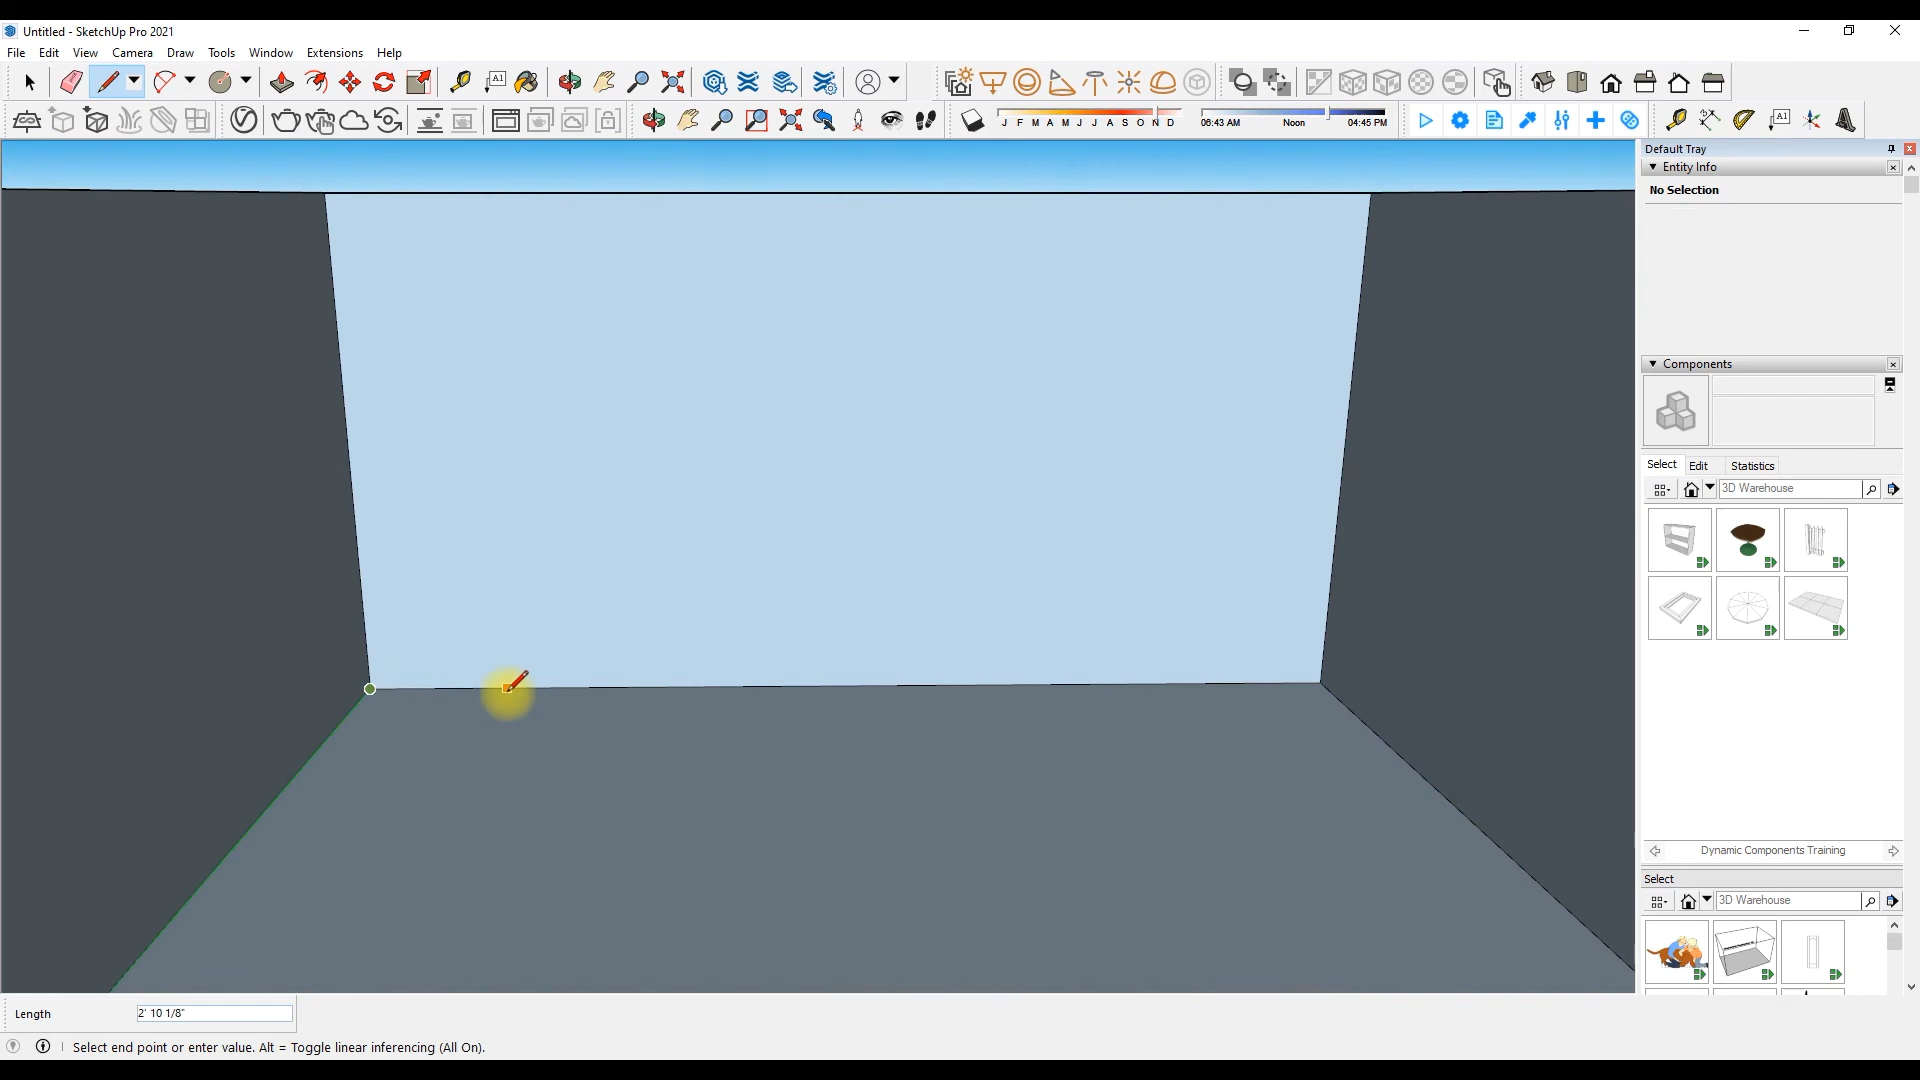 Untitled - SketchUp Pro 2021
File Edit View Camera Draw Tools Window Extensions Help
A1
J F M A M J J A S O N D
06:43 AM Noon 04:45 PM
A1
Default Tray
Entity Info
No Selection
Components
Select Edit Statistics
3D Warehouse
Dynamic Components Training
Select
3D Warehouse
Length 2' 10 1/8"
Select end point or enter value. Alt = Toggle linear inferencing (All On).